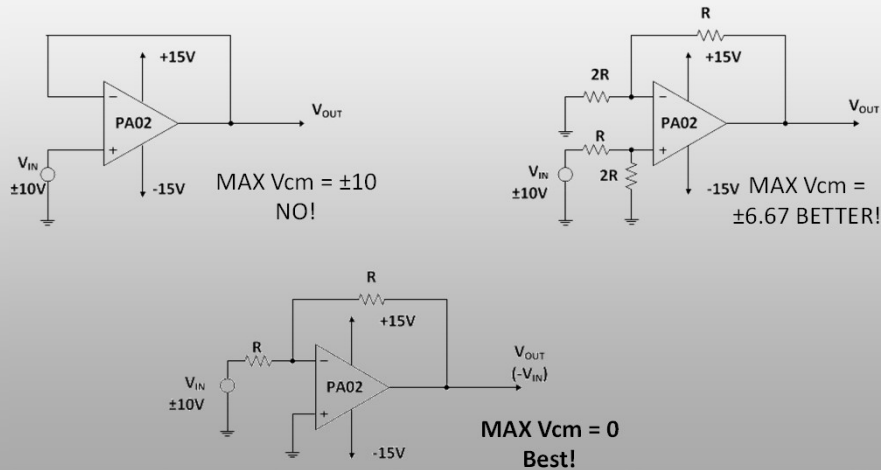 +15V
PA02
V_OUT
V_IN
±10V
-15V
MAX Vcm = ±10
NO!
R
+15V
2R
PA02
V_OUT
R
V_IN
2R
±10V
-15V
MAX Vcm =
±6.67 BETTER!
R
+15V
R
V_OUT
(-V_IN)
V_IN
PA02
±10V
-15V
MAX Vcm = 0
Best!